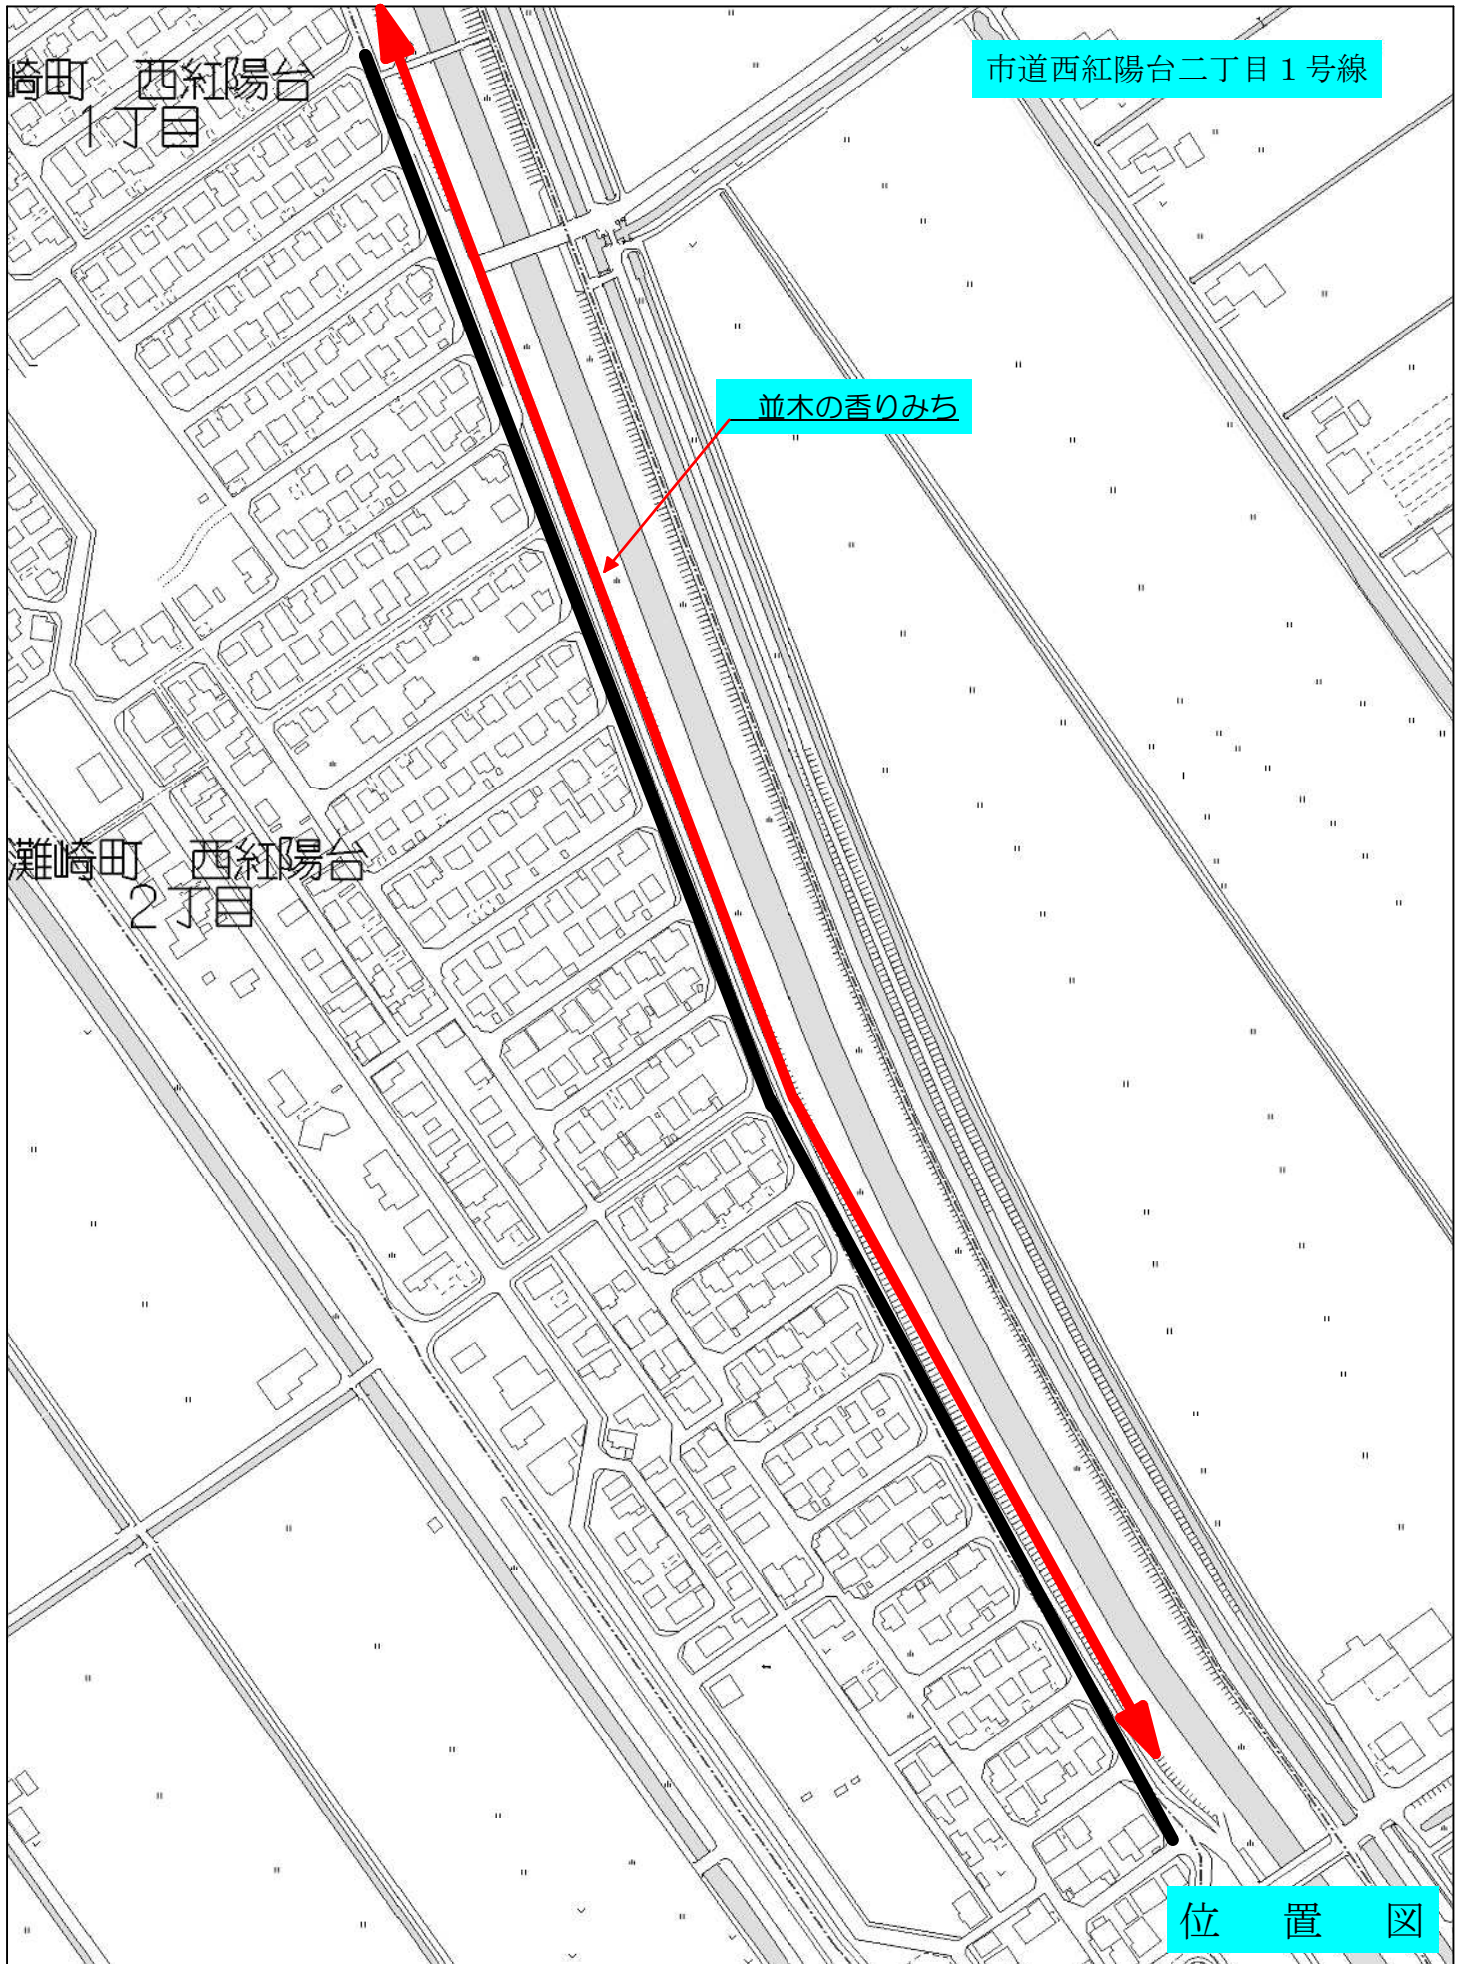 市道西紅陽台二丁目１号線
崎町　西紅陽台
１丁目
並木の香りみち
灘崎町　西紅陽台
２丁目
位　置　図